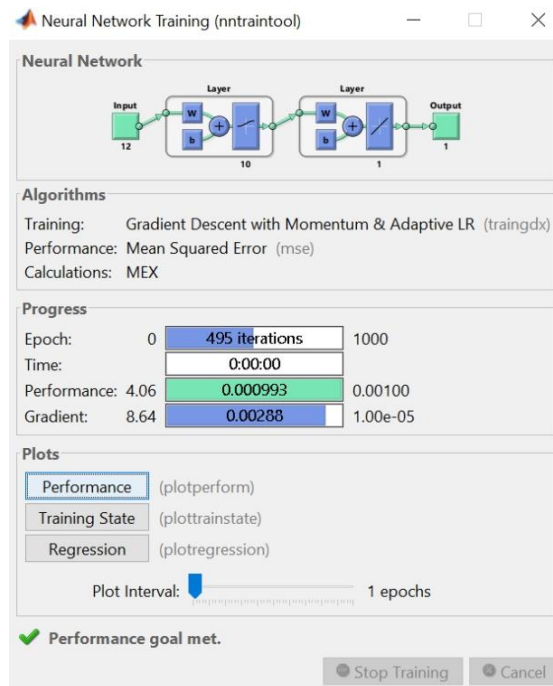 Neural Network Training (nntraintool)
Neural Network
Layer Layer
Input Output
W W
b b
12 10 1 1
Algorithms
Training: Gradient Descent with Momentum & Adaptive LR (traingdx)
Performance: Mean Squared Error (mse)
Calculations: MEX
Progress
Epoch: 0 495 iterations 1000
Time: 0:00:00
Performance: 4.06 0.000993 0.00100
Gradient: 8.64 0.00288 1.00e-05
Plots
Performance (plotperform)
Training State (plottrainstate)
Regression (plotregression)
Plot Interval: 1 epochs
Performance goal met.
Stop Training Cancel